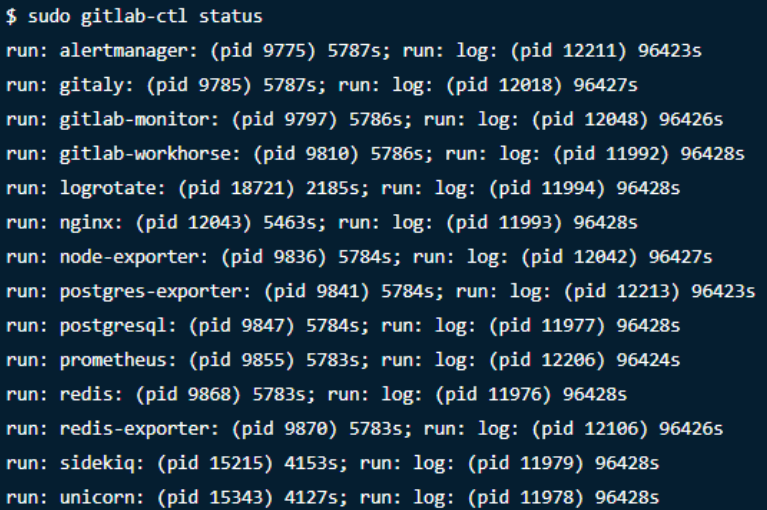 $ sudo gitlab-ctl status
run: alertmanager: (pid 9775) 5787s; run: log: (pid 12211) 96423s
run: gitaly: (pid 9785) 5787s; run: log: (pid 12018) 96427s
run: gitlab-monitor: (pid 9797) 5786s; run: log: (pid 12048) 96426s
run: gitlab-workhorse: (pid 9810) 5786s; run: log: (pid 11992) 96428s
run: logrotate: (pid 18721) 2185s; run: log: (pid 11994) 96428s
run: nginx: (pid 12043) 5463s; run: log: (pid 11993) 96428s
run: node-exporter: (pid 9836) 5784s; run: log: (pid 12042) 96427s
run: postgres-exporter: (pid 9841) 5784s; run: log: (pid 12213) 96423s
run: postgresql: (pid 9847) 5784s; run: log: (pid 11977) 96428s
run: prometheus: (pid 9855) 5783s; run: log: (pid 12206) 96424s
run: redis: (pid 9868) 5783s; run: log: (pid 11976) 96428s
run: redis-exporter: (pid 9870) 5783s; run: log: (pid 12106) 96426s
run: sidekiq: (pid 15215) 4153s; run: log: (pid 11979) 96428s
run: unicorn: (pid 15343) 4127s; run: log: (pid 11978) 96428s